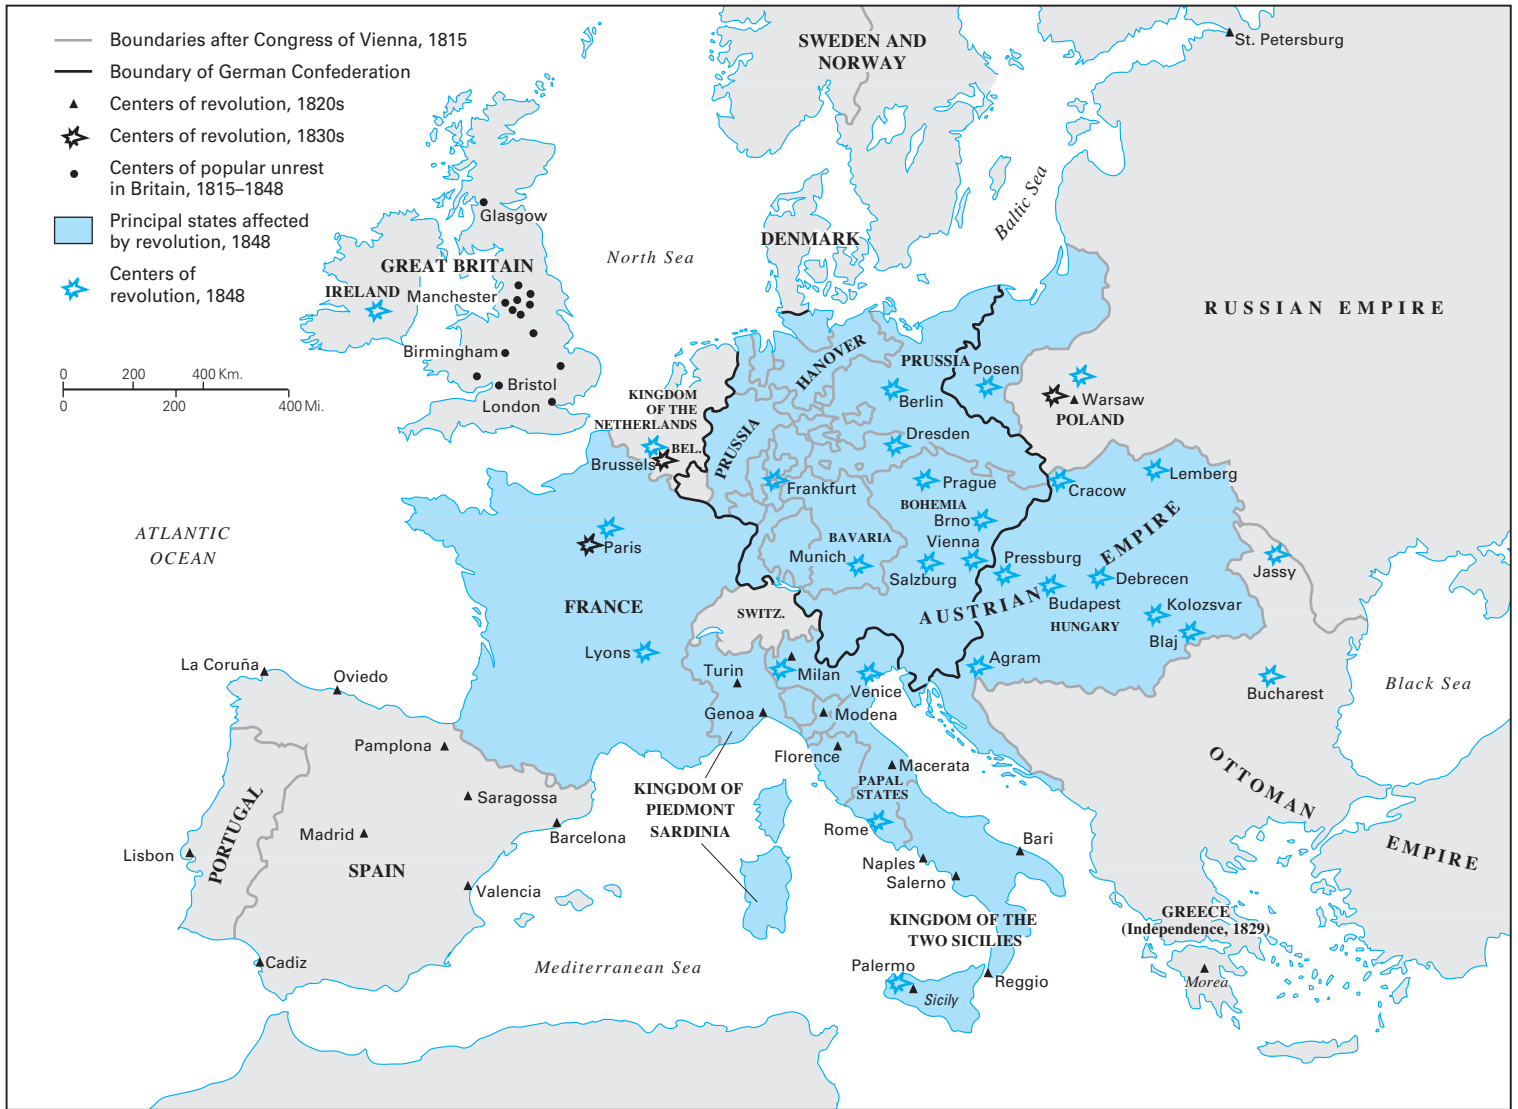 Boundaries after Congress of Vienna, 1815
Boundary of German Confederation
Centers of revolution, 1820s
Centers of revolution, 1830s
Centers of popular unrest
in Britain, 1815–1848
Principal states affected
by revolution, 1848
Centers of
revolution, 1848
0 200 400 Km.
0 200 400 Mi.
SWEDEN AND
NORWAY
St. Petersburg
Baltic Sea
Glasgow
North Sea
DENMARK
GREAT BRITAIN
IRELAND
Manchester
RUSSIAN EMPIRE
Birmingham
Bristol
London
KINGDOM
OF THE
NETHERLANDS
HANOVER
PRUSSIA
Posen
Berlin
Warsaw
POLAND
BEL.
Brussels
PRUSSIA
Dresden
Frankfurt
Prague
BOHEMIA
Brno
Cracow
Lemberg
ATLANTIC
OCEAN
Paris
BAVARIA
Munich
Vienna
Salzburg
Pressburg
EMPIRE
Debrecen
Jassy
AUSTRIAN
Budapest
HUNGARY
Kolozsvar
Blaj
FRANCE
SWITZ.
Lyons
Turin
Milan
Venice
Agram
Bucharest
Black Sea
La Coruña
Oviedo
Genoa
Modena
Pamplona
Florence
Macerata
PAPAL
STATES
OTTOMAN
EMPIRE
KINGDOM OF
PIEDMONT
SARDINIA
Saragossa
Madrid
Barcelona
Rome
Bari
PORTUGAL
Lisbon
SPAIN
Valencia
Naples
Salerno
KINGDOM OF THE
TWO SICILIES
GREECE
(Independence, 1829)
Cadiz
Mediterranean Sea
Palermo
Sicily
Reggio
Morea